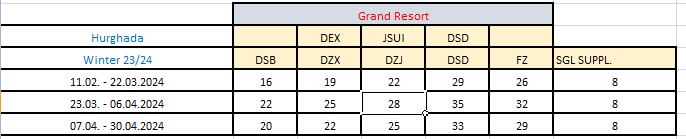 Grand Resort
Hurghada DEX JSUI DSD
Winter 23/24 DSB DZX DZJ DSD FZ SGL SUPPL.
11.02. - 22.03.2024 16 19 22 29 26 8
23.03. - 06.04.2024 22 25 28 35 32 8
07.04. - 30.04.2024 20 22 25 33 29 8